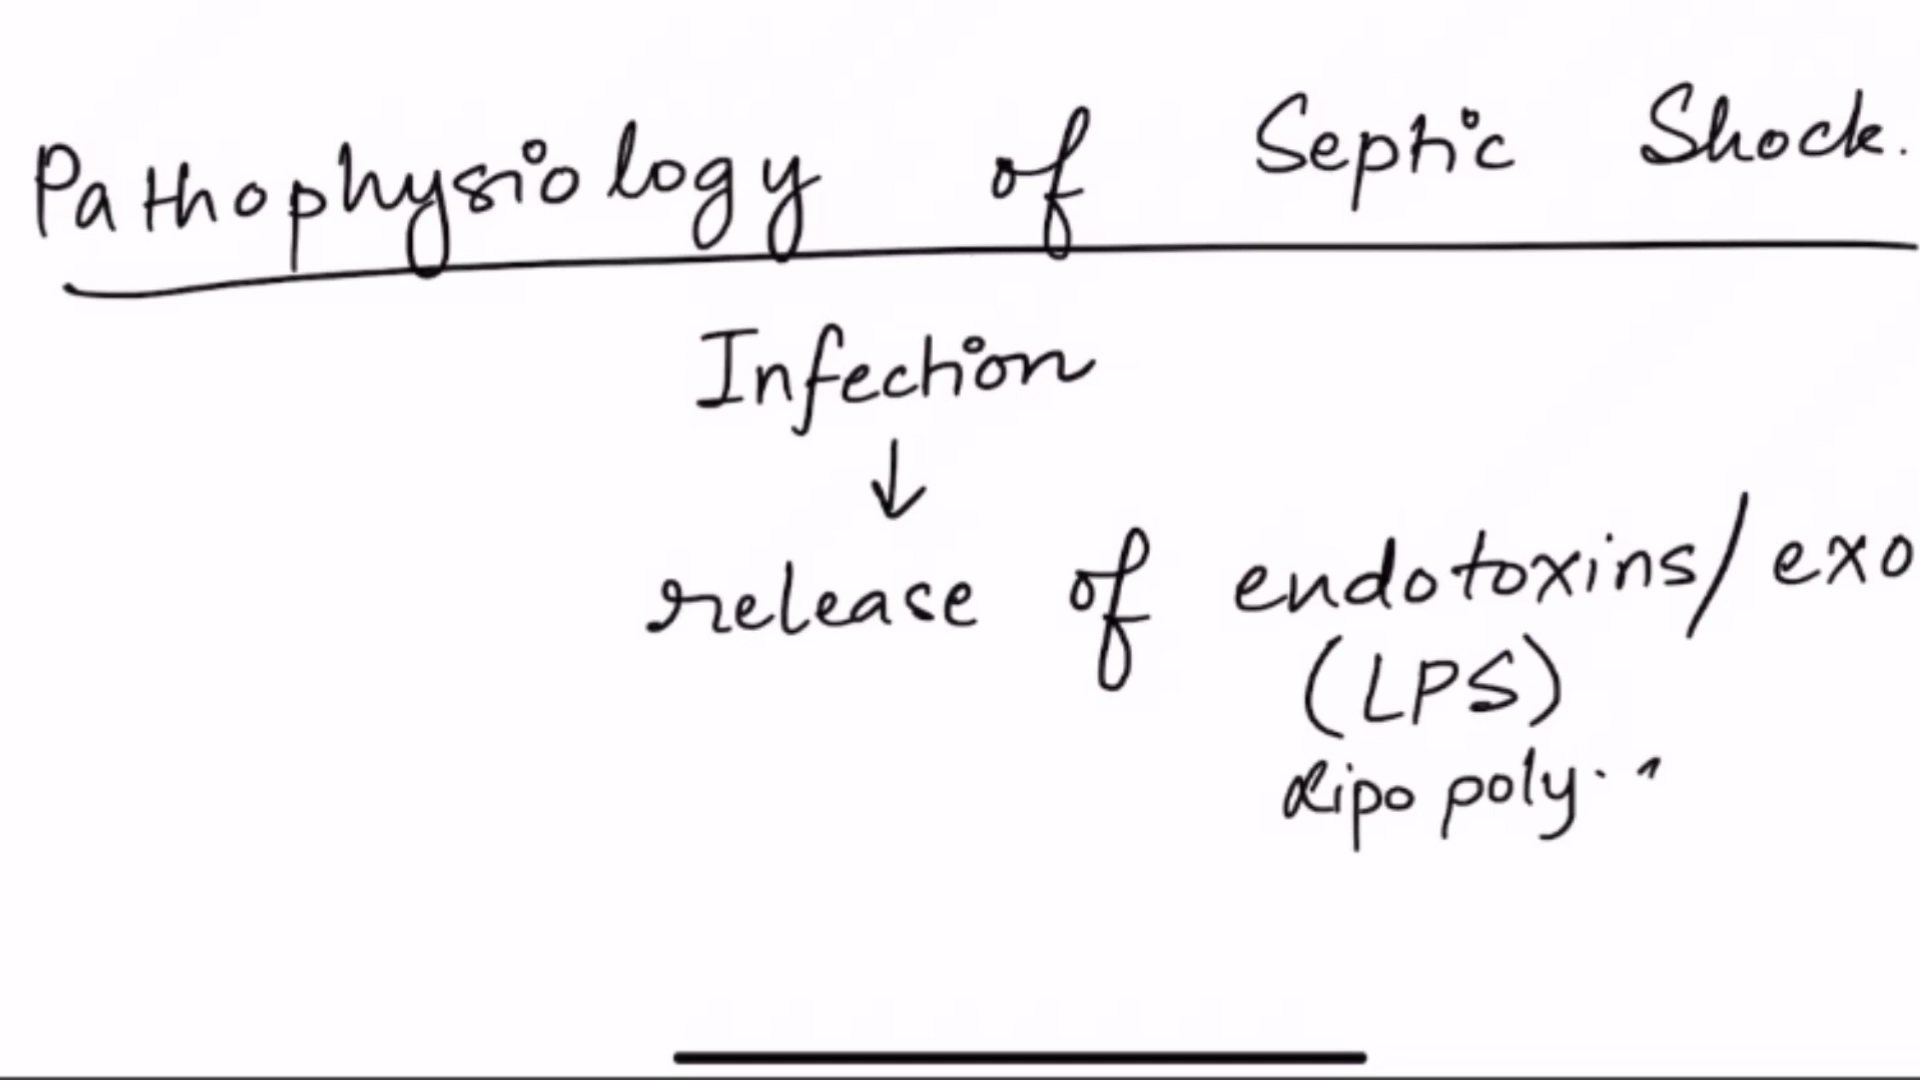 Pathophysiology of Septic Shock.
Infection
↓
release of endotoxins/exo
(LPS)
Lipo poly..